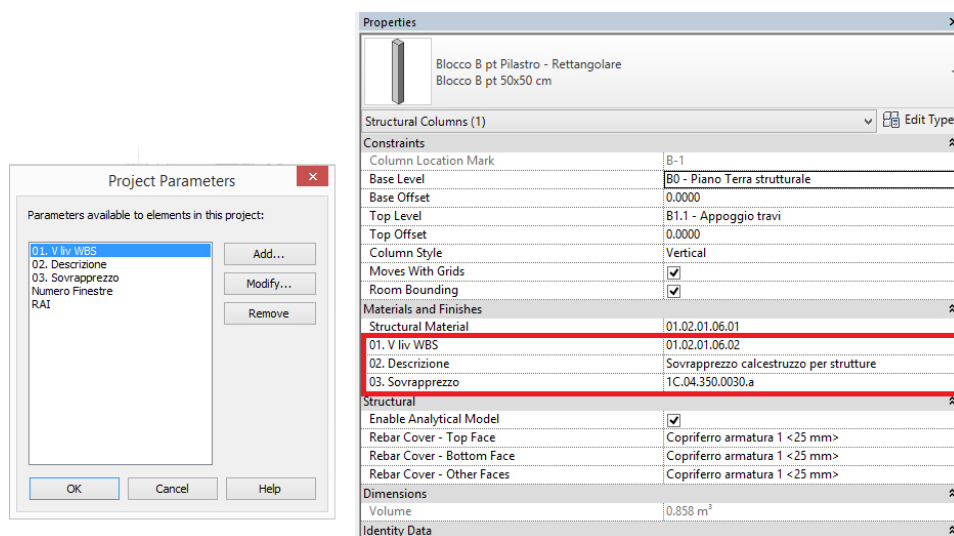 Project Parameters
Parameters available to elements in this project:
01. V liv WBS
02. Descrizione
03. Sovrapprezzo
Numero Finestre
RAI
Add...
Modify...
Remove
OK Cancel Help
Properties
Blocco B pt Pilastro - Rettangolare
Blocco B pt 50x50 cm
Structural Columns (1) Edit Type
Constraints
Column Location Mark B-1
Base Level B0 - Piano Terra strutturale
Base Offset 0.0000
Top Level B1.1 - Appoggio travi
Top Offset 0.0000
Column Style Vertical
Moves With Grids
Room Bounding
Materials and Finishes
Structural Material 01.02.01.06.01
01. V liv WBS 01.02.01.06.02
02. Descrizione Sovrapprezzo calcestruzzo per strutture
03. Sovrapprezzo 1C.04.350.0030.a
Structural
Enable Analytical Model
Rebar Cover - Top Face Copriferro armatura 1 <25 mm>
Rebar Cover - Bottom Face Copriferro armatura 1 <25 mm>
Rebar Cover - Other Faces Copriferro armatura 1 <25 mm>
Dimensions
Volume 0.858 m³
Identity Data